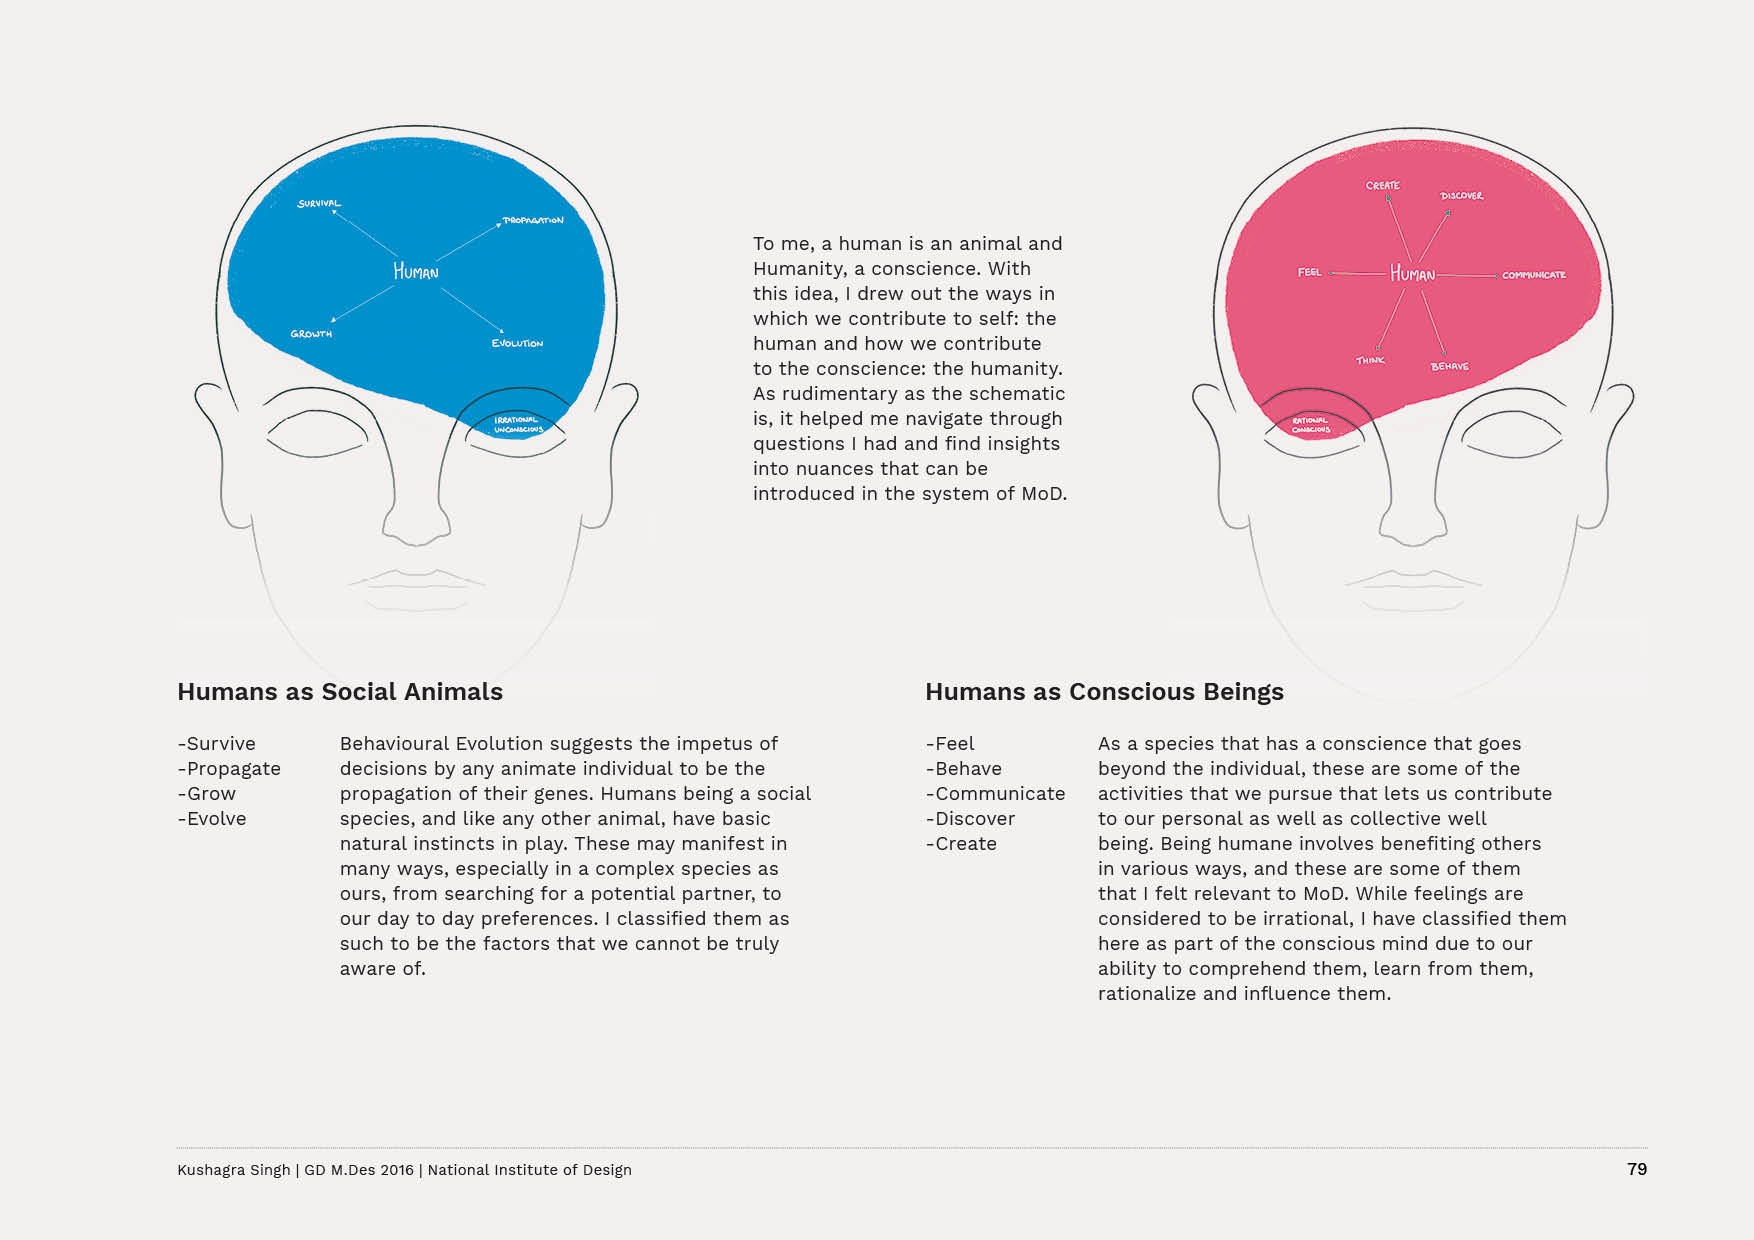 SURVIVAL
PROPAGATION
HUMAN
GROWTH
EVOLUTION
IRRATIONAL
UNCONSCIOUS
To me, a human is an animal and
Humanity, a conscience. With
this idea, I drew out the ways in
which we contribute to self: the
human and how we contribute
to the conscience: the humanity.
As rudimentary as the schematic
is, it helped me navigate through
questions I had and find insights
into nuances that can be
introduced in the system of MoD.
CREATE
DISCOVER
FEEL
HUMAN
COMMUNICATE
THINK
BEHAVE
RATIONAL
CONSCIOUS
Humans as Social Animals
-Survive
-Propagate
-Grow
-Evolve
Behavioural Evolution suggests the impetus of
decisions by any animate individual to be the
propagation of their genes. Humans being a social
species, and like any other animal, have basic
natural instincts in play. These may manifest in
many ways, especially in a complex species as
ours, from searching for a potential partner, to
our day to day preferences. I classified them as
such to be the factors that we cannot be truly
aware of.
Humans as Conscious Beings
-Feel
-Behave
-Communicate
-Discover
-Create
As a species that has a conscience that goes
beyond the individual, these are some of the
activities that we pursue that lets us contribute
to our personal as well as collective well
being. Being humane involves benefiting others
in various ways, and these are some of them
that I felt relevant to MoD. While feelings are
considered to be irrational, I have classified them
here as part of the conscious mind due to our
ability to comprehend them, learn from them,
rationalize and influence them.
Kushagra Singh | GD M.Des 2016 | National Institute of Design
79